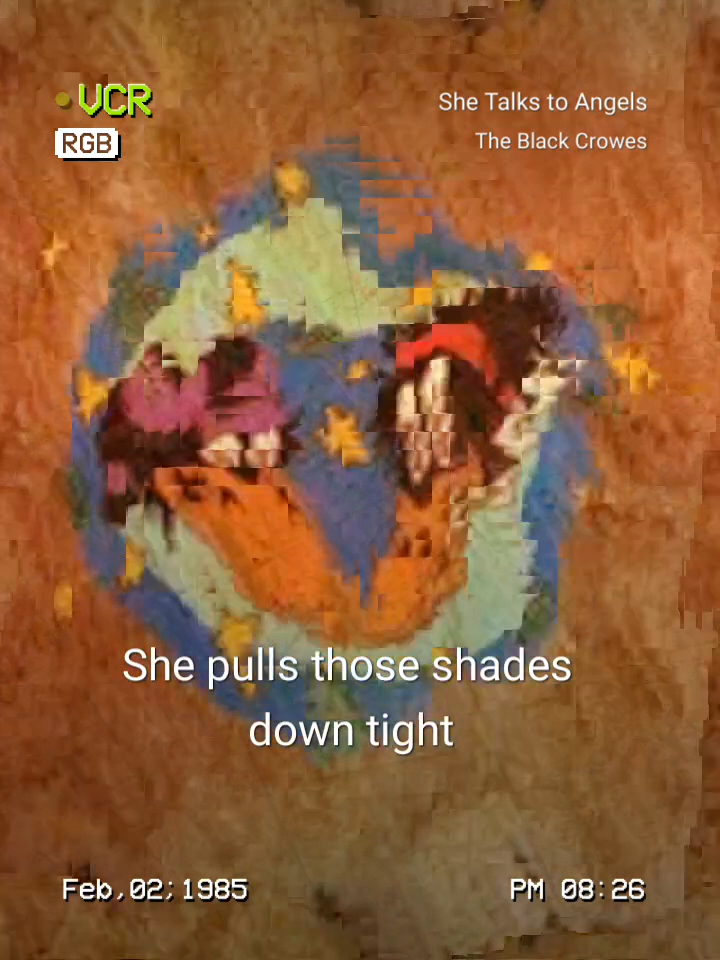 VCR
RGB
She Talks to Angels
The Black Crowes
She pulls those shades
down tight
Feb,02;1985
PM 08:26